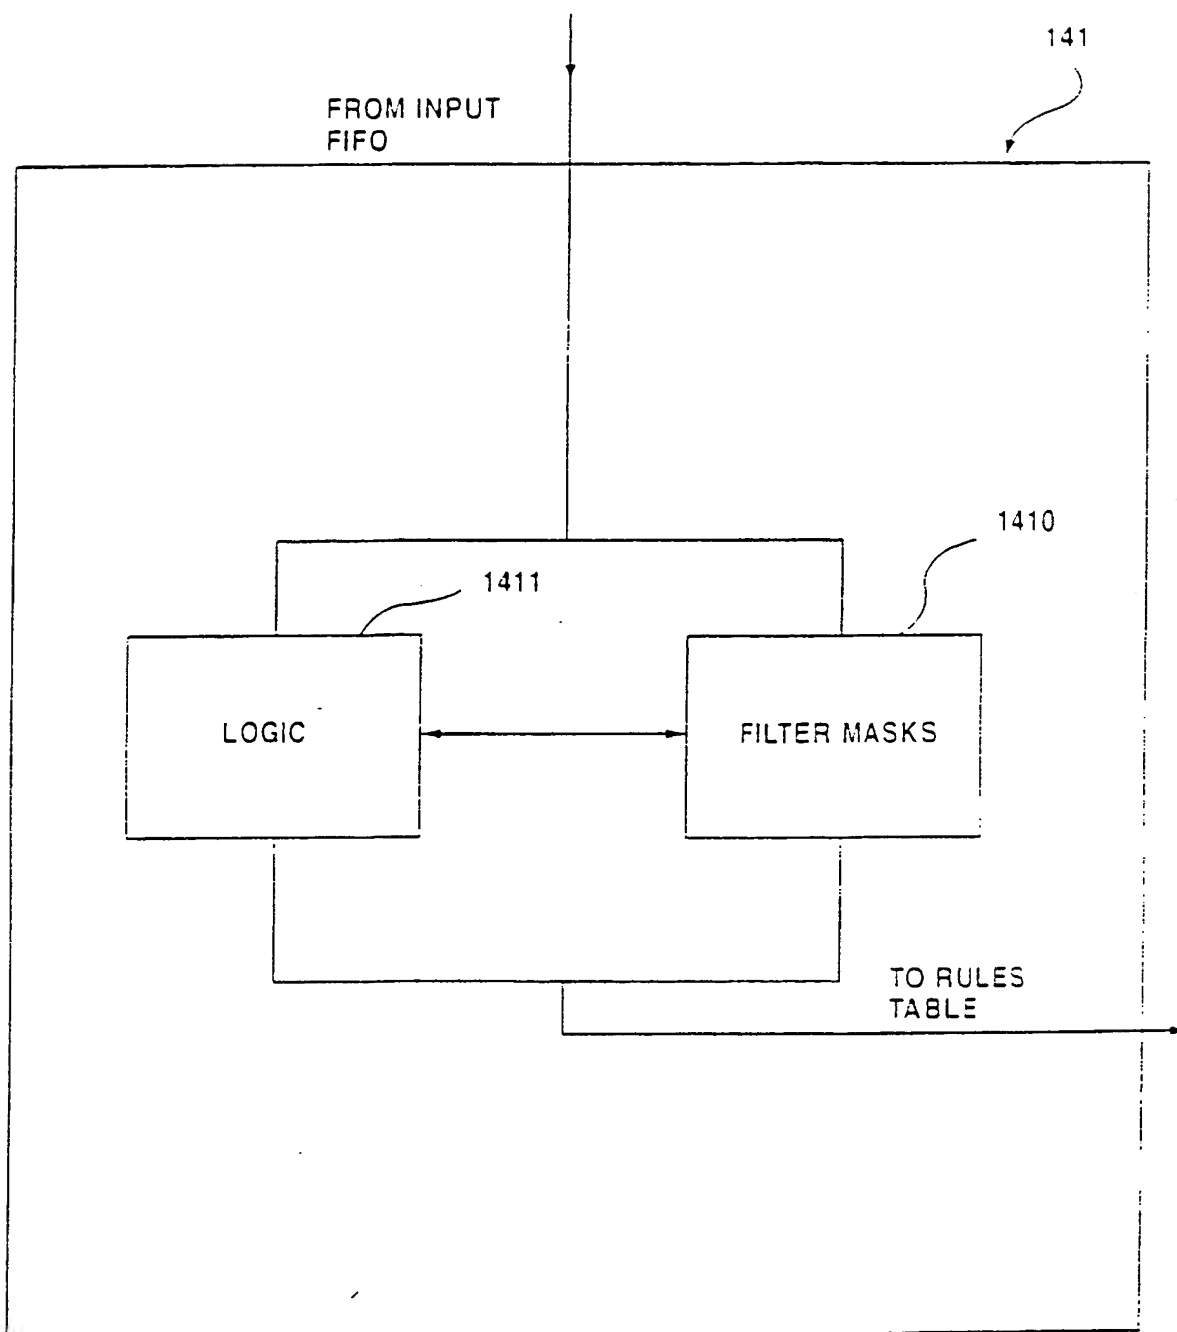 141
FROM INPUT
FIFO
1410
1411
LOGIC
FILTER MASKS
TO RULES
TABLE